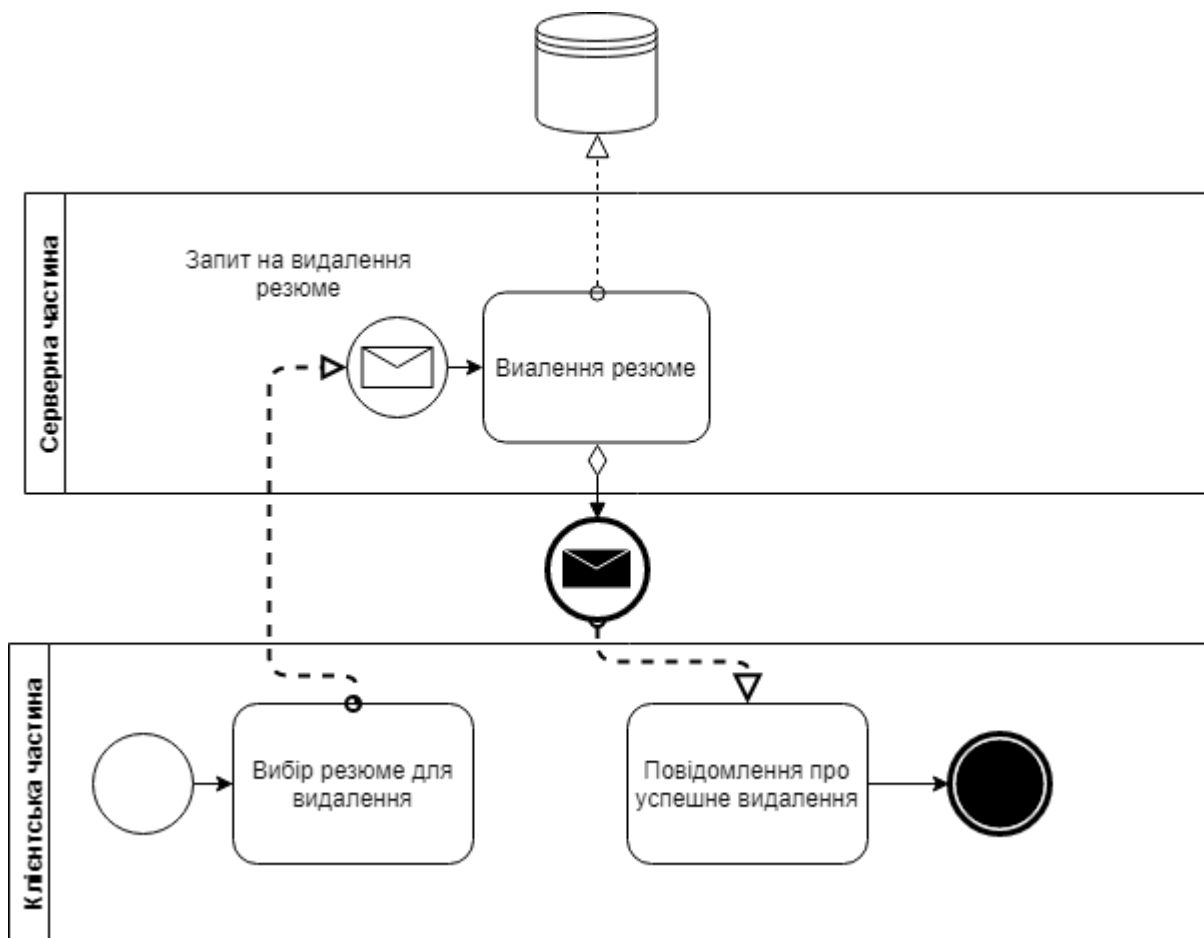 Серверна частина
Запит на видалення
резюме
Виалення резюме
Клієнтська частина
Вибір резюме для
видалення
Повідомлення про
успешне видалення